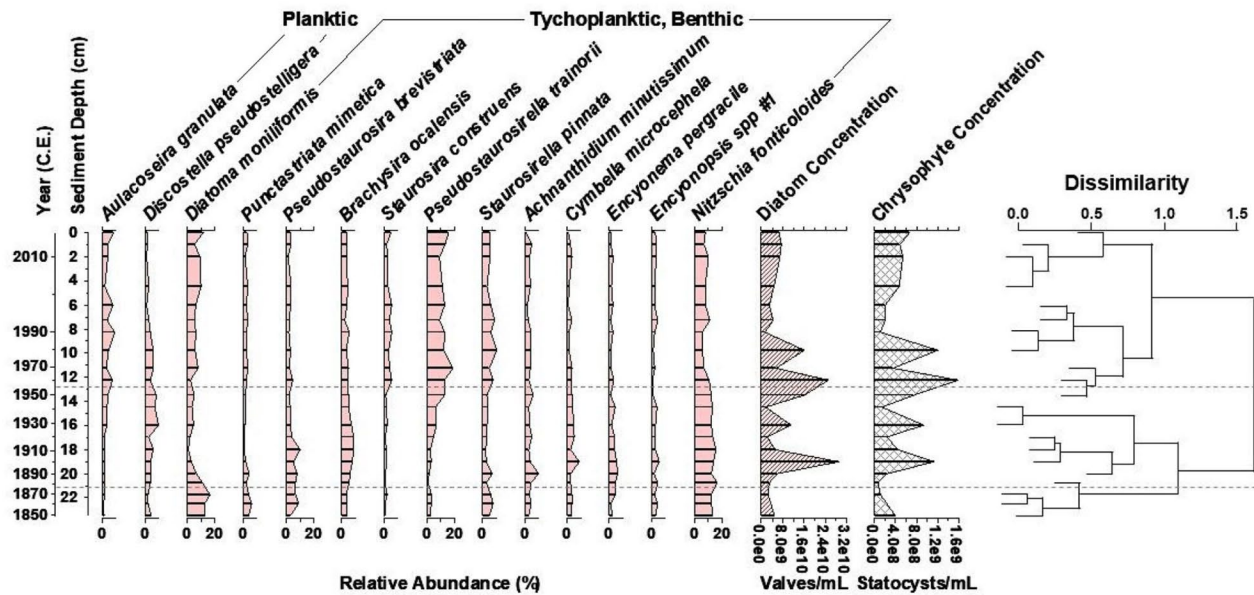 Planktic
Tychoplanktic, Benthic
Year (C.E.)
Sediment Depth (cm)
Aulacoseira granulata
Discostella pseudostelligera
Diatoma moniliformis
Punctastriata mimetica
Pseudostaurosira brevistriata
Brachysira ocalensis
Staurosira construens
Pseudostaurosirella trainorii
Staurosirella pinnata
Achnanthidium minutissimum
Cymbella microcephela
Encyonema pergracile
Encyonopsis spp #1
Nitzschia fonticoloides
Diatom Concentration
Chrysophyte Concentration
Dissimilarity
0.0 0.5 1.0 1.5
0
2010 2
4
6
1990 8
10
1970
12
1950
14
1930 16
1910 18
1890 20
1870 22
1850
0 0 0 20 0 0 20 0 0 0 20 0 0 0 0 0 0 20
0.0e0 8.0e9 1.6e10 2.4e10 3.2e10
0.0e0 4.0e8 8.0e8 1.2e9 1.6e9
Relative Abundance (%)
Valves/mL
Statocysts/mL